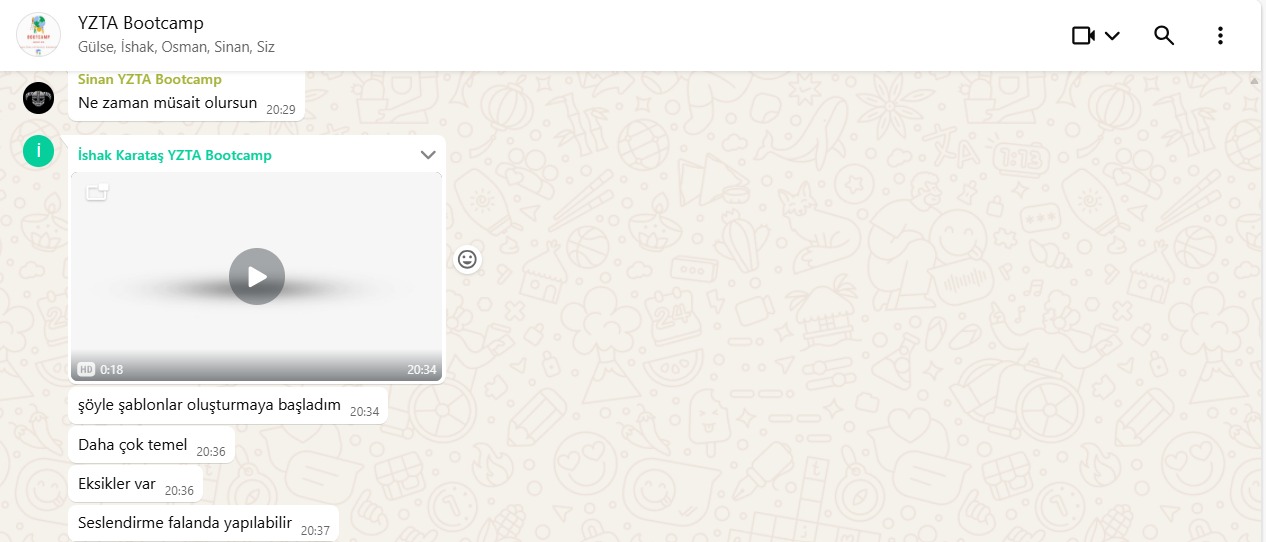 YZTA Bootcamp
Gülse, İshak, Osman, Sinan, Siz
Sinan YZTA Bootcamp
Ne zaman müsait olursun 20:29
İ
İshak Karataş YZTA Bootcamp
HD 0:18 20:34
şöyle şablonlar oluşturmaya başladım 20:34
Daha çok temel 20:36
Eksikler var 20:36
Seslendirme falanda yapılabilir 20:37